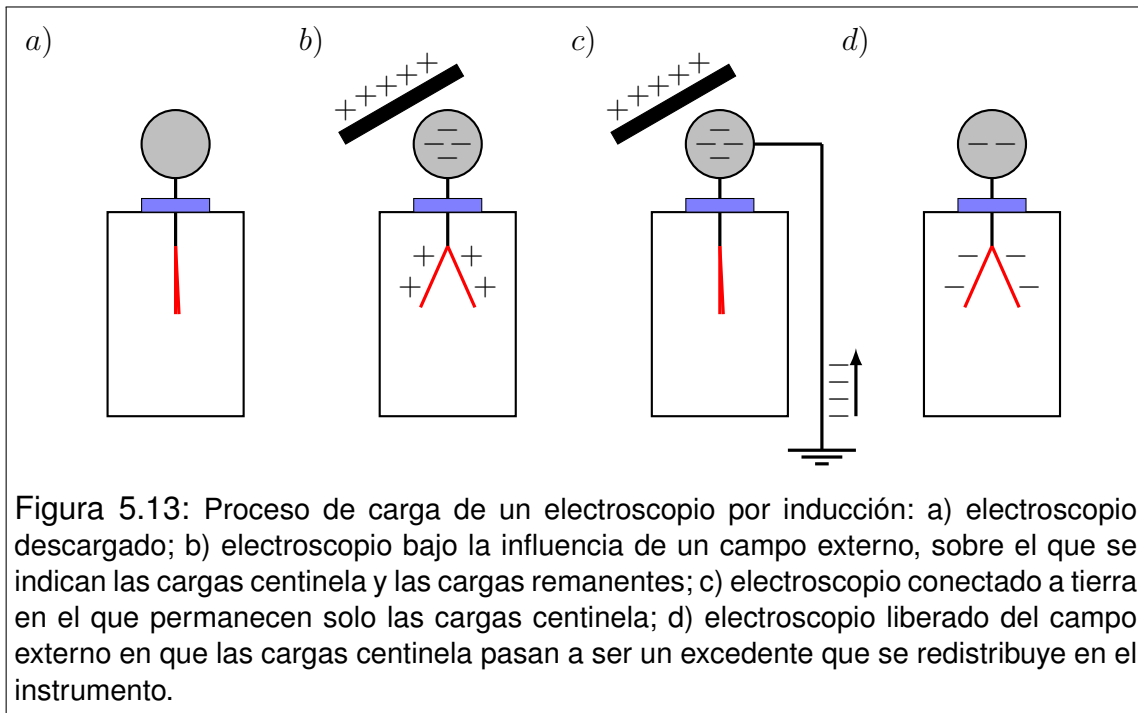 a) b) c) d)
+ + + + + + + + + +
− −
− − − − − − − −
− −
+ + − −
+ + − −
−
−
−
−
Figura 5.13: Proceso de carga de un electroscopio por inducción: a) electroscopio
descargado; b) electroscopio bajo la influencia de un campo externo, sobre el que se
indican las cargas centinela y las cargas remanentes; c) electroscopio conectado a tierra
en el que permanecen solo las cargas centinela; d) electroscopio liberado del campo
externo en que las cargas centinela pasan a ser un excedente que se redistribuye en el
instrumento.